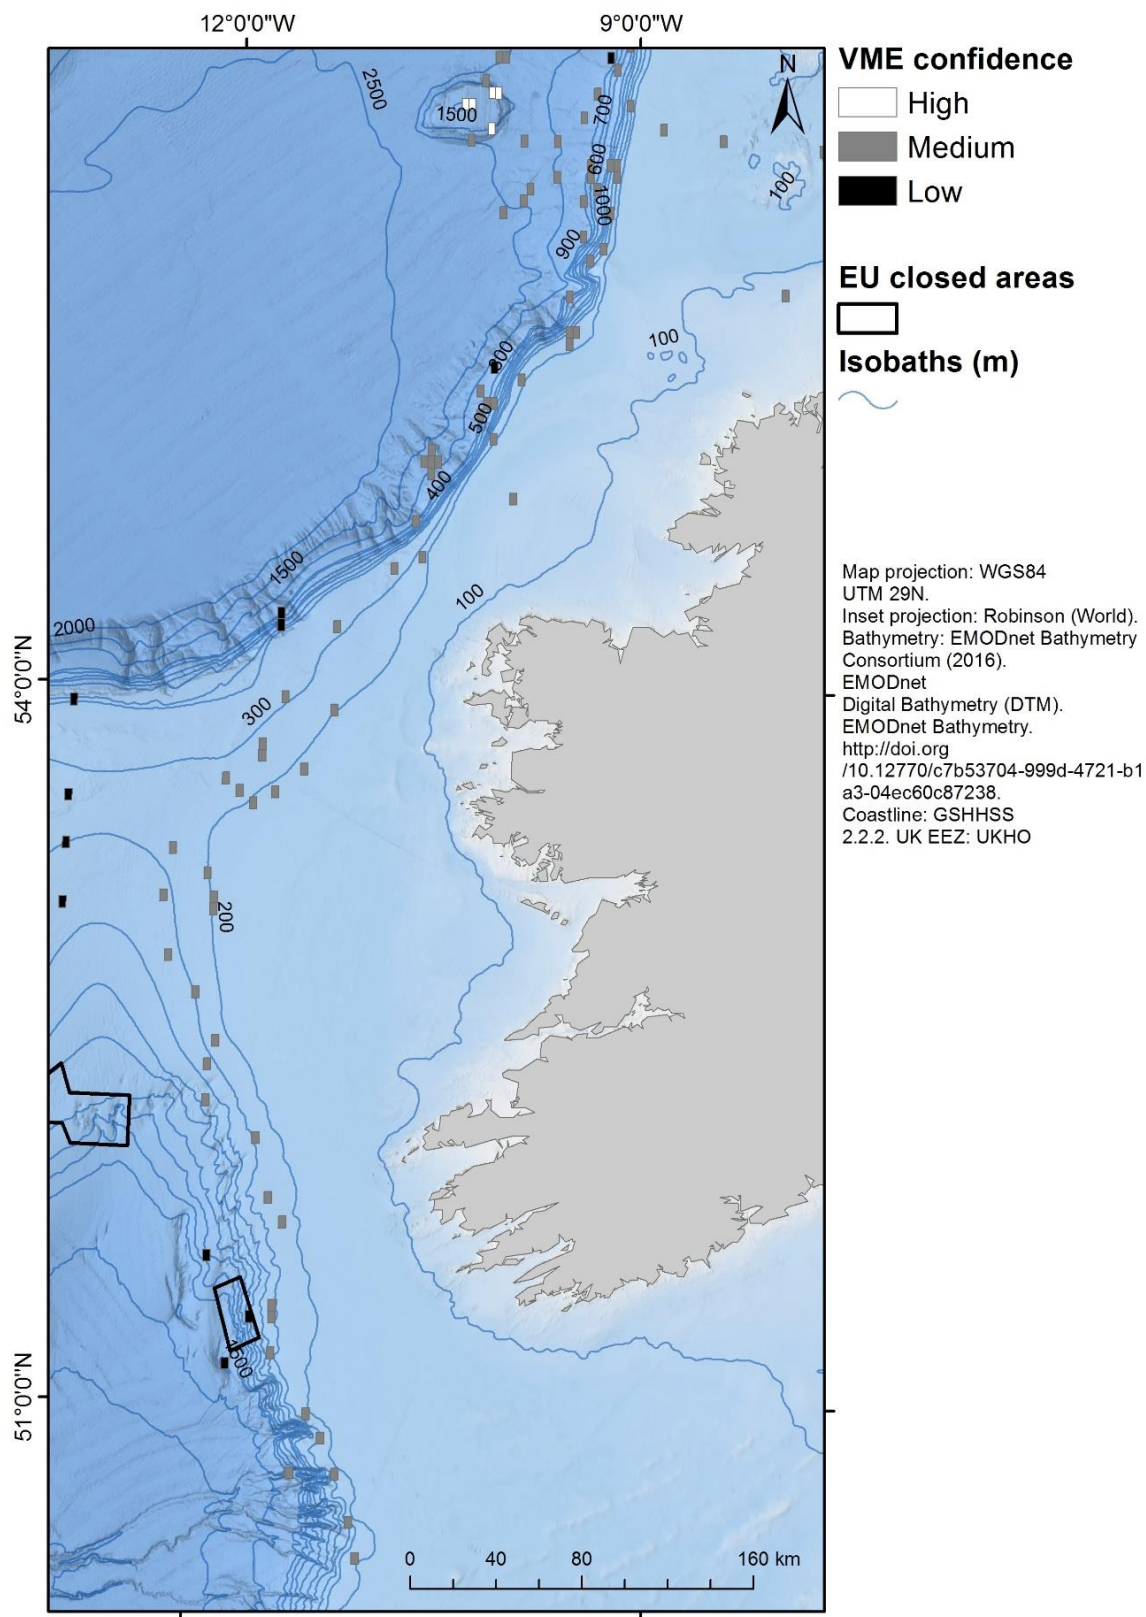 12°0'0"W
9°0'0"W
2500
1500
700
N
600
1000
100
900
800
100
500
400
1500
100
2000
54°0'0"N
300
200
1500
51°0'0"N
0 40 80 160 km
VME confidence
High
Medium
Low
EU closed areas
Isobaths (m)
Map projection: WGS84
UTM 29N.
Inset projection: Robinson (World).
Bathymetry: EMODnet Bathymetry
Consortium (2016).
EMODnet
Digital Bathymetry (DTM).
EMODnet Bathymetry.
http://doi.org
/10.12770/c7b53704-999d-4721-b1
a3-04ec60c87238.
Coastline: GSHHSS
2.2.2. UK EEZ: UKHO